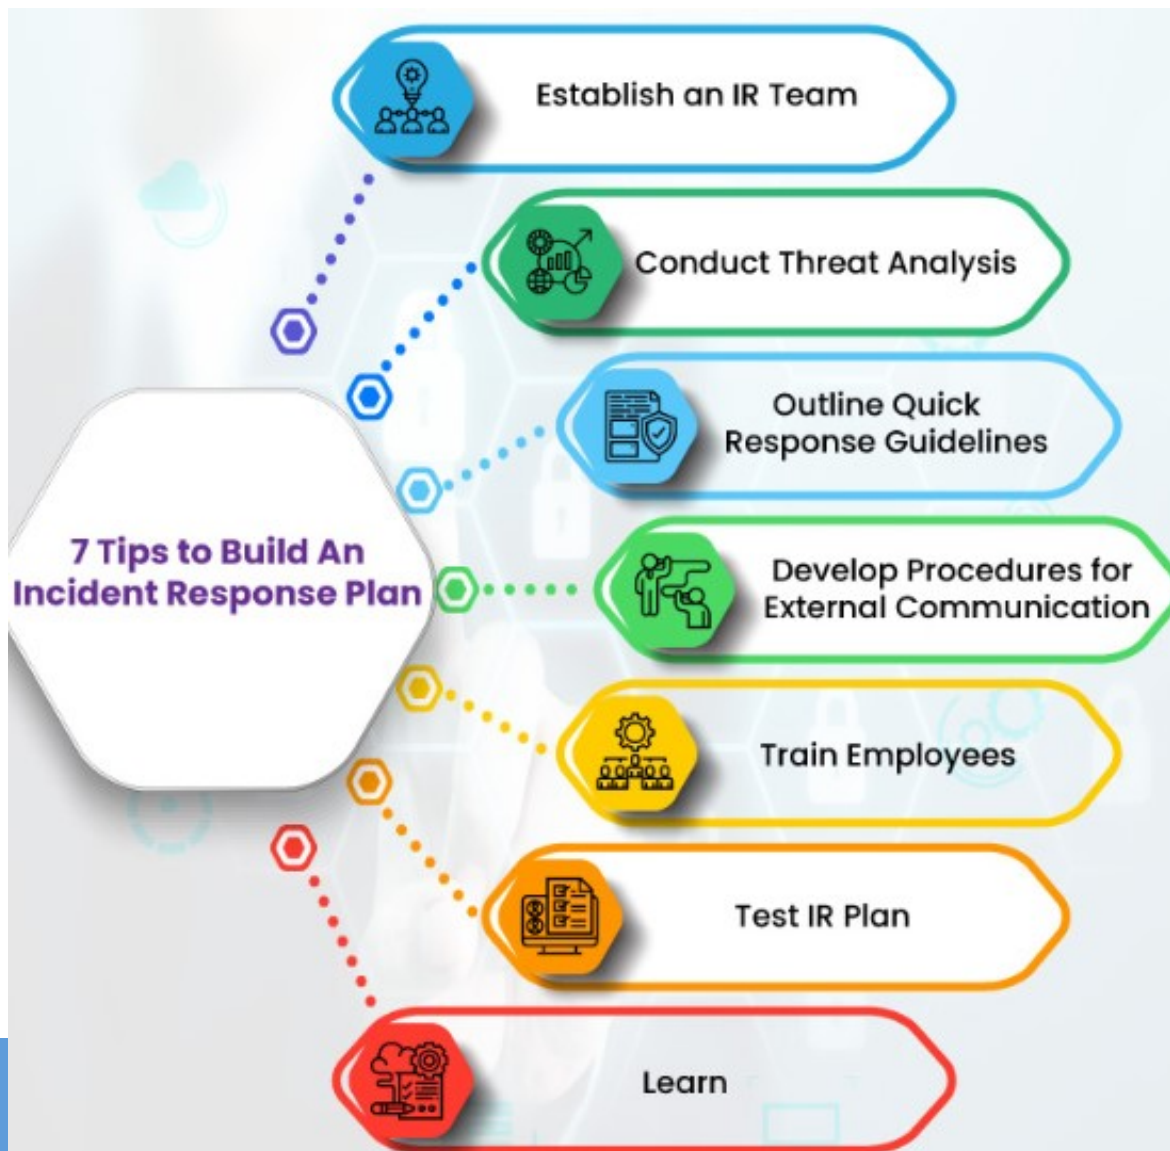 Establish an IR Team
Conduct Threat Analysis
Outline Quick
Response Guidelines
7 Tips to Build An
Incident Response Plan
Develop Procedures for
External Communication
Train Employees
Test IR Plan
Learn